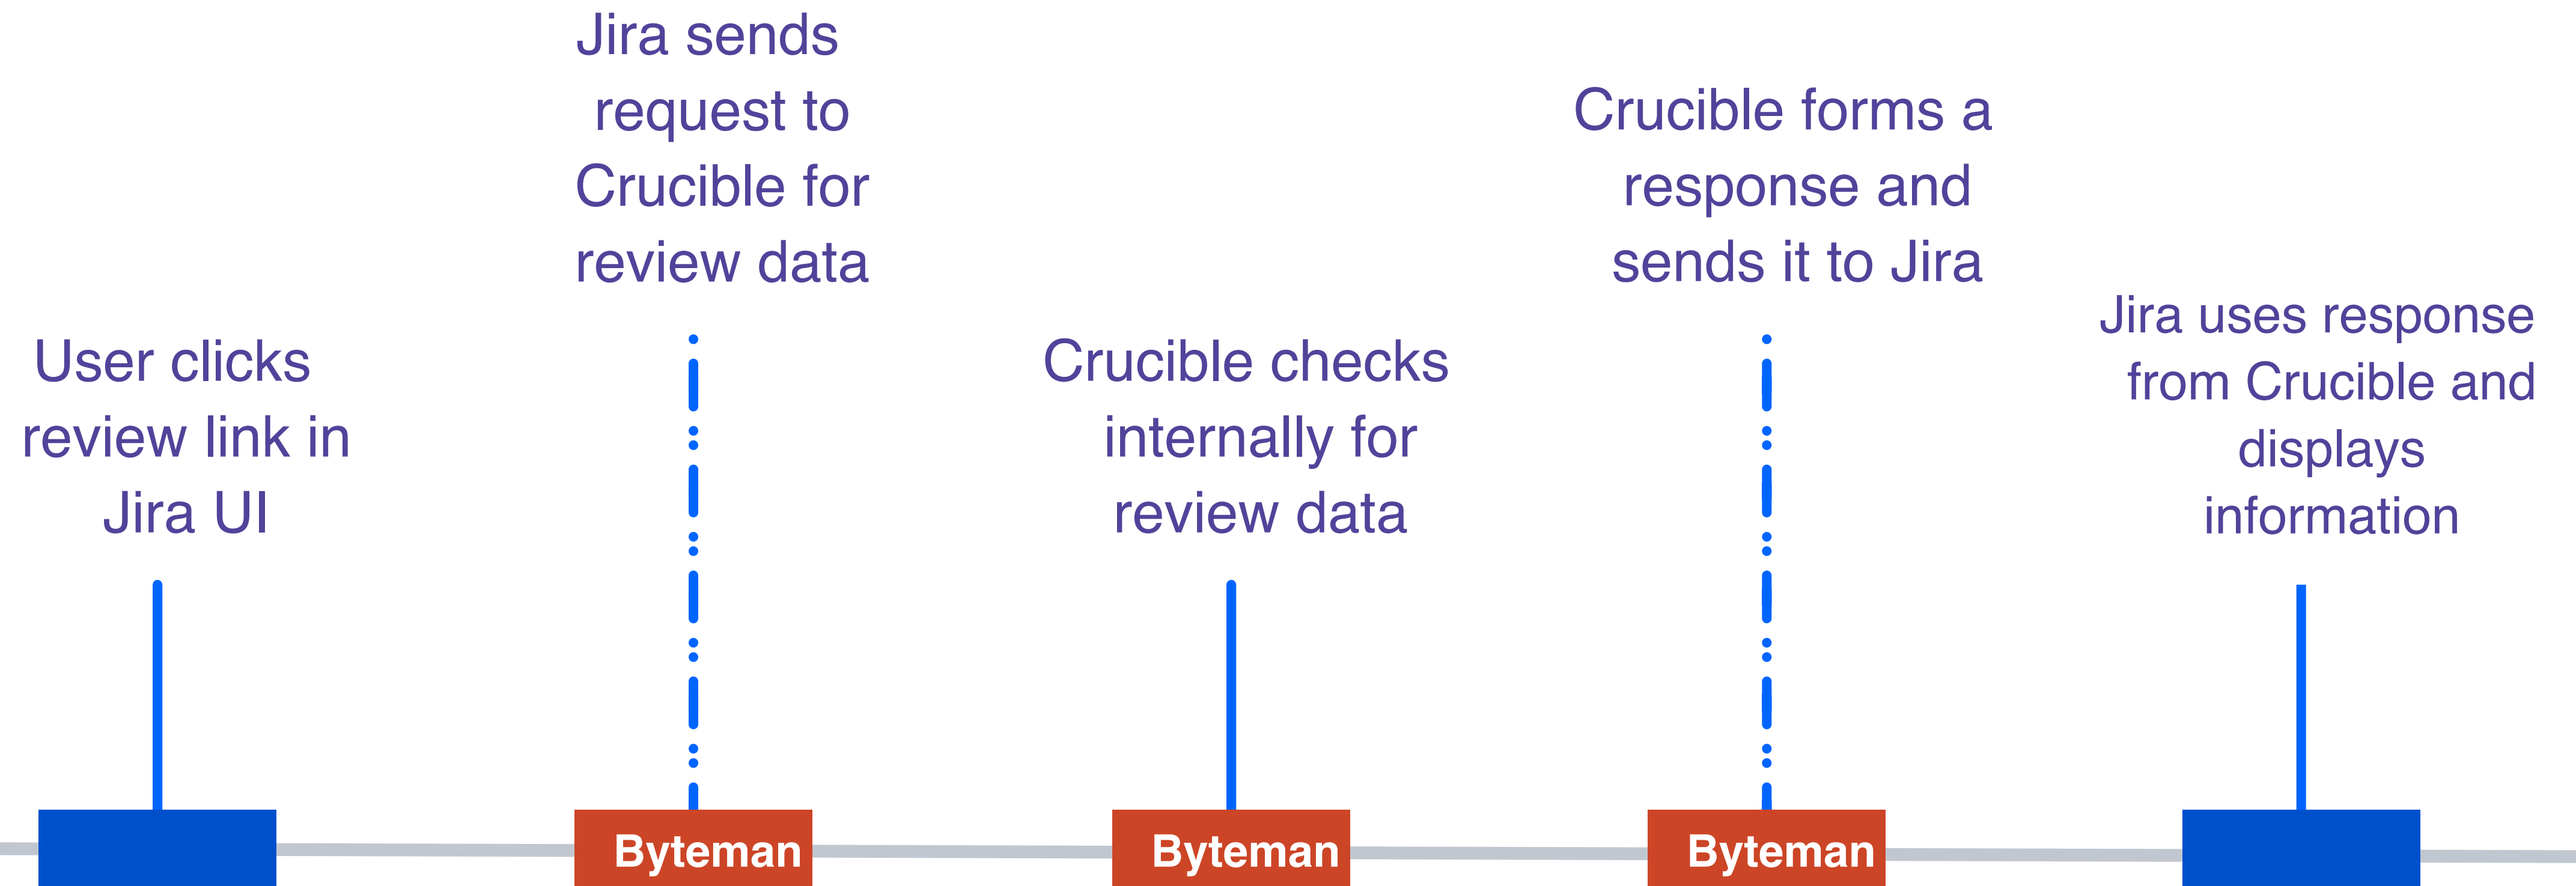 User clicks
review link in
Jira UI
Jira sends
request to
Crucible for
review data
Crucible checks
internally for
review data
Crucible forms a
response and
sends it to Jira
Jira uses response
from Crucible and
displays
information
Byteman
Byteman
Byteman